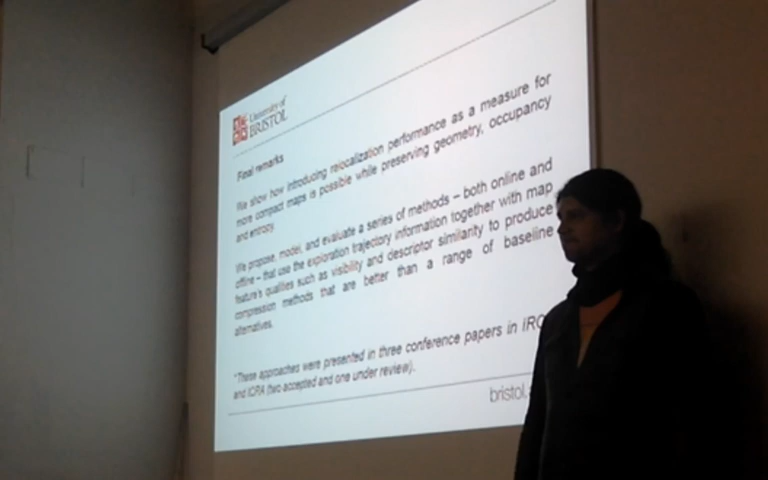 University of
BRISTOL
Final remarks
We show how introducing relocalization performance as a measure for
more compact maps is possible while preserving geometry, occupancy
and entropy.
We propose, model, and evaluate a series of methods – both online and
offline – that use the exploration trajectory information together with map
feature's qualities such as visibility and descriptor similarity to produce
compression methods that are better than a range of baseline
alternatives.
*These approaches were presented in three conference papers in
and ICRA (two accepted and one under review).
bristol.